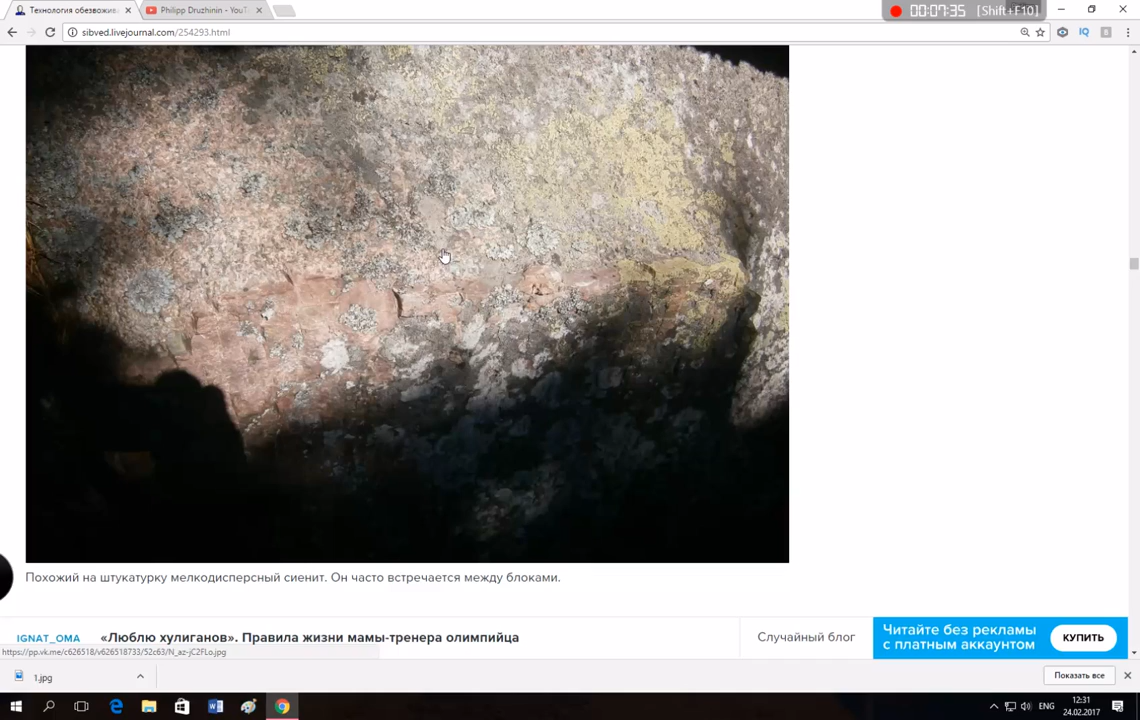 Технология обезвожив
Philipp Druzhinin - YouT
00:07:35 [Shift+F10]
sibved.livejournal.com/254293.html
Похожий на штукатурку мелкодисперсный сиенит. Он часто встречается между блоками.
IGNAT_OMA «Люблю хулиганов». Правила жизни мамы-тренера олимпийца Случайный блог
Читайте без рекламы
с платным аккаунтом
КУПИТЬ
https://pp.vk.me/c626518/v626518733/52c63/N_az-jC2FLo.jpg
1.jpg
Показать все
ENG
12:31
24.02.2017